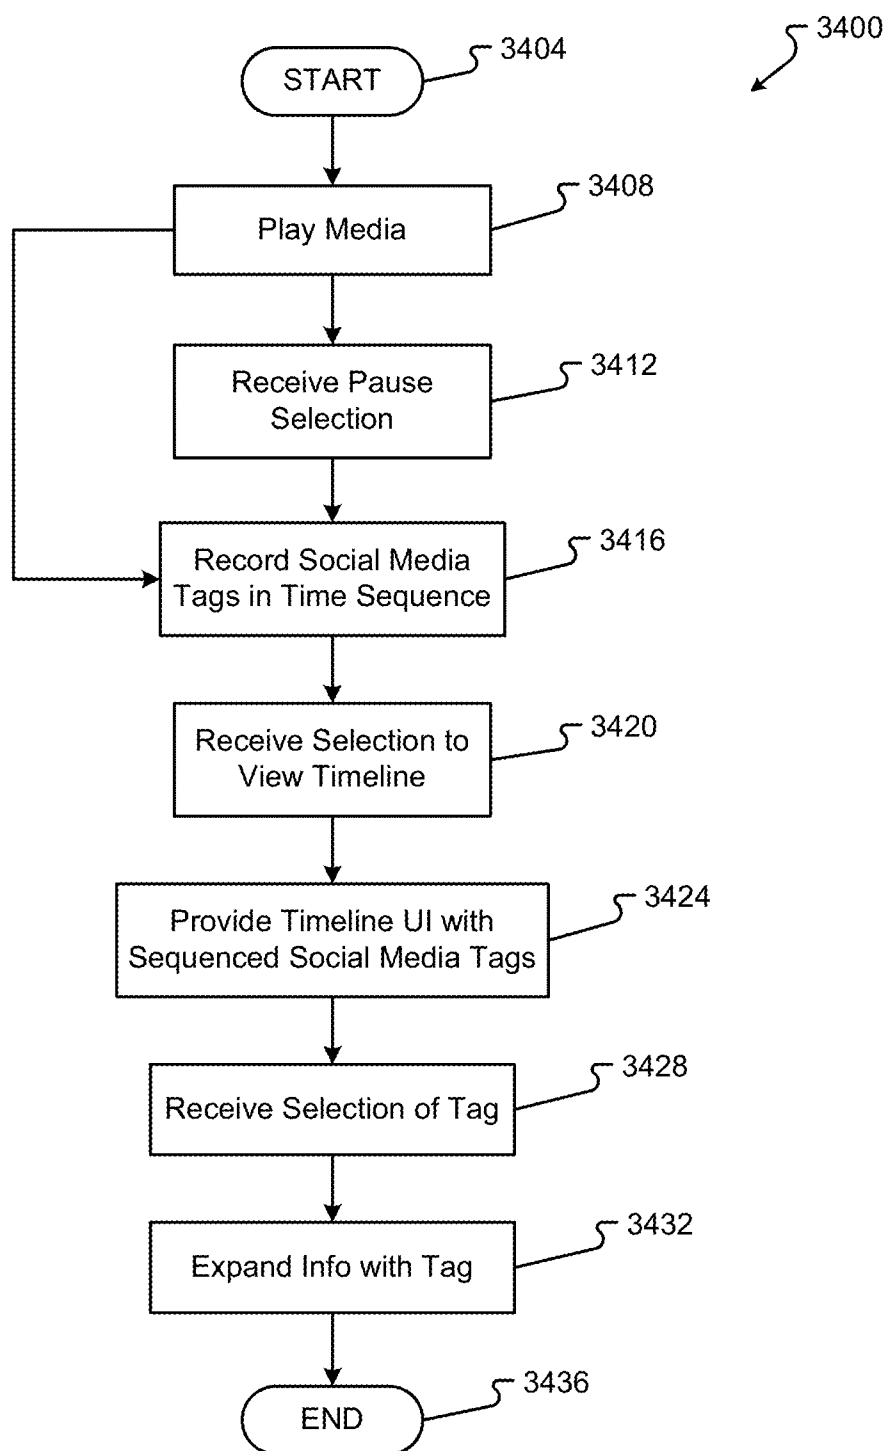 3400
START
3404
Play Media
3408
Receive Pause
Selection
3412
Record Social Media
Tags in Time Sequence
3416
Receive Selection to
View Timeline
3420
Provide Timeline UI with
Sequenced Social Media Tags
3424
Receive Selection of Tag
3428
Expand Info with Tag
3432
END
3436